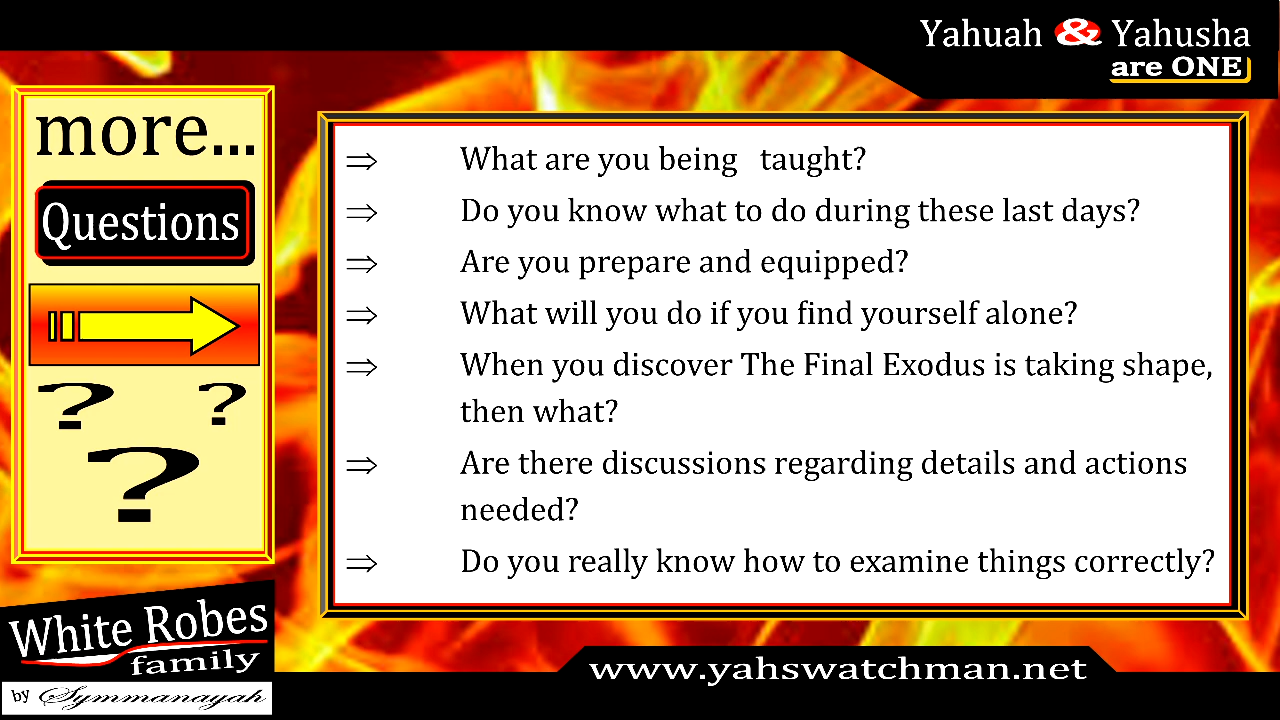 Yahuah & Yahusha
are ONE
more...
Questions
? ?
?
⇒ What are you being   taught?
⇒ Do you know what to do during these last days?
⇒ Are you prepare and equipped?
⇒ What will you do if you find yourself alone?
⇒ When you discover The Final Exodus is taking shape,
then what?
⇒ Are there discussions regarding details and actions
needed?
⇒ Do you really know how to examine things correctly?
White Robes
family
by Symmanayah
www.yahswatchman.net